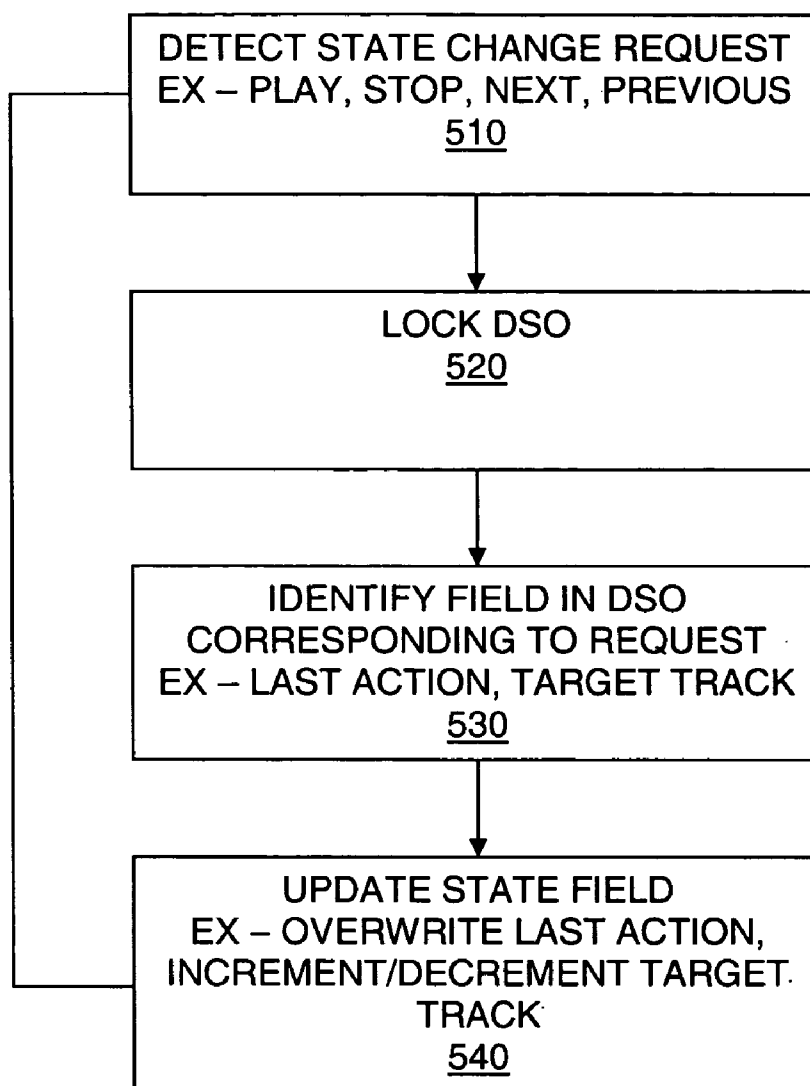 DETECT STATE CHANGE REQUEST
EX – PLAY, STOP, NEXT, PREVIOUS
510
LOCK DSO
520
IDENTIFY FIELD IN DSO
CORRESPONDING TO REQUEST
EX – LAST ACTION, TARGET TRACK
530
UPDATE STATE FIELD
EX – OVERWRITE LAST ACTION,
INCREMENT/DECREMENT TARGET
TRACK
540